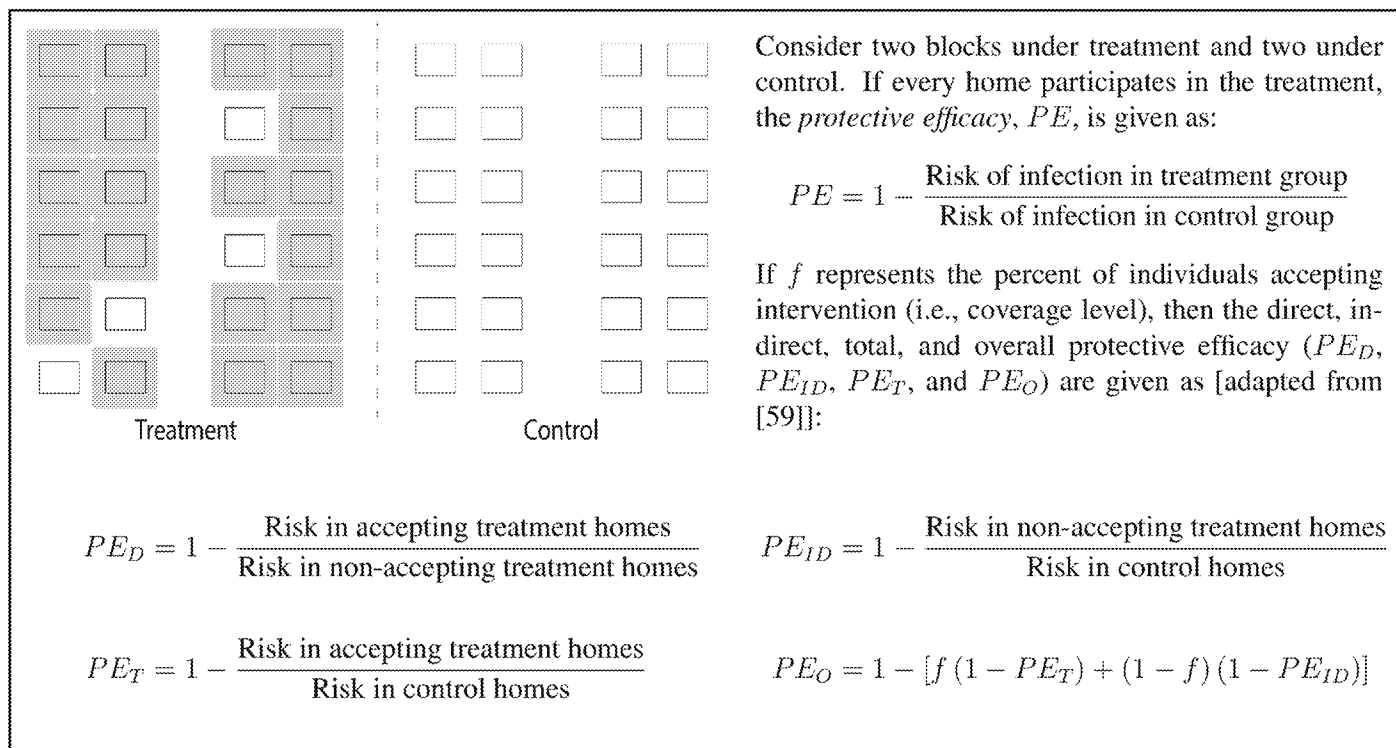 Consider two blocks under treatment and two under
control. If every home participates in the treatment,
the protective efficacy, PE, is given as:
PE = 1 − Risk of infection in treatment group / Risk of infection in control group
If f represents the percent of individuals accepting
intervention (i.e., coverage level), then the direct, in-
direct, total, and overall protective efficacy (PE_D,
PE_ID, PE_T, and PE_O) are given as [adapted from
[59]]:
Treatment
Control
PE_D = 1 − Risk in accepting treatment homes / Risk in non-accepting treatment homes
PE_ID = 1 − Risk in non-accepting treatment homes / Risk in control homes
PE_T = 1 − Risk in accepting treatment homes / Risk in control homes
PE_O = 1 − [f (1 − PE_T) + (1 − f) (1 − PE_ID)]